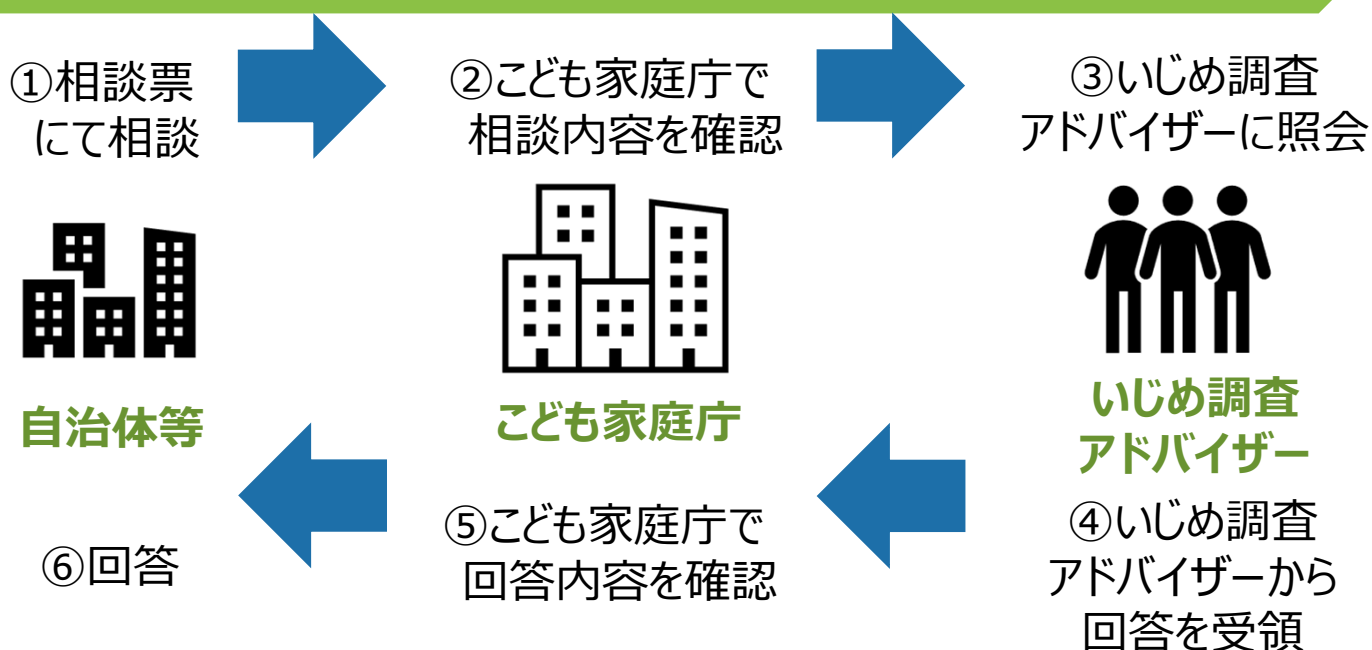 ①相談票
にて相談
②こども家庭庁で
相談内容を確認
③いじめ調査
アドバイザーに照会
自治体等
こども家庭庁
いじめ調査
アドバイザー
④いじめ調査
アドバイザーから
回答を受領
⑤こども家庭庁で
回答内容を確認
⑥回答